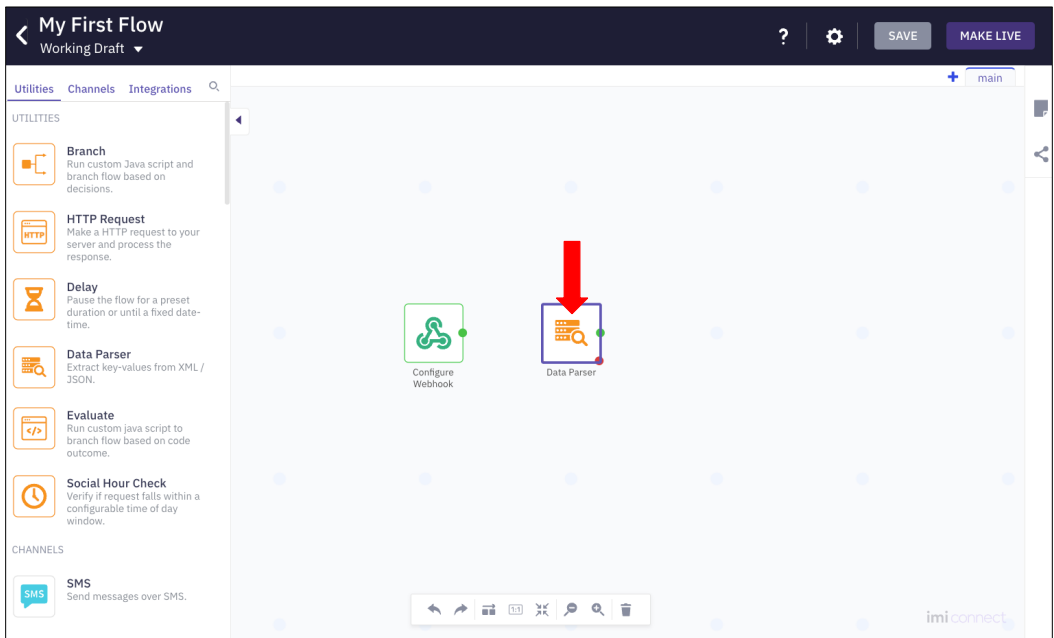 My First Flow
Working Draft
?
SAVE
MAKE LIVE
Utilities Channels Integrations
main
UTILITIES
Branch
Run custom Java script and
branch flow based on
decisions.
HTTP
HTTP Request
Make a HTTP request to your
server and process the
response.
Delay
Pause the flow for a preset
duration or until a fixed date-
time.
Data Parser
Extract key-values from XML /
JSON.
</>
Evaluate
Run custom java script to
branch flow based on code
outcome.
Social Hour Check
Verify if request falls within a
configurable time of day
window.
CHANNELS
SMS
SMS
Send messages over SMS.
Configure
Webhook
Data Parser
1:1
imiconnect